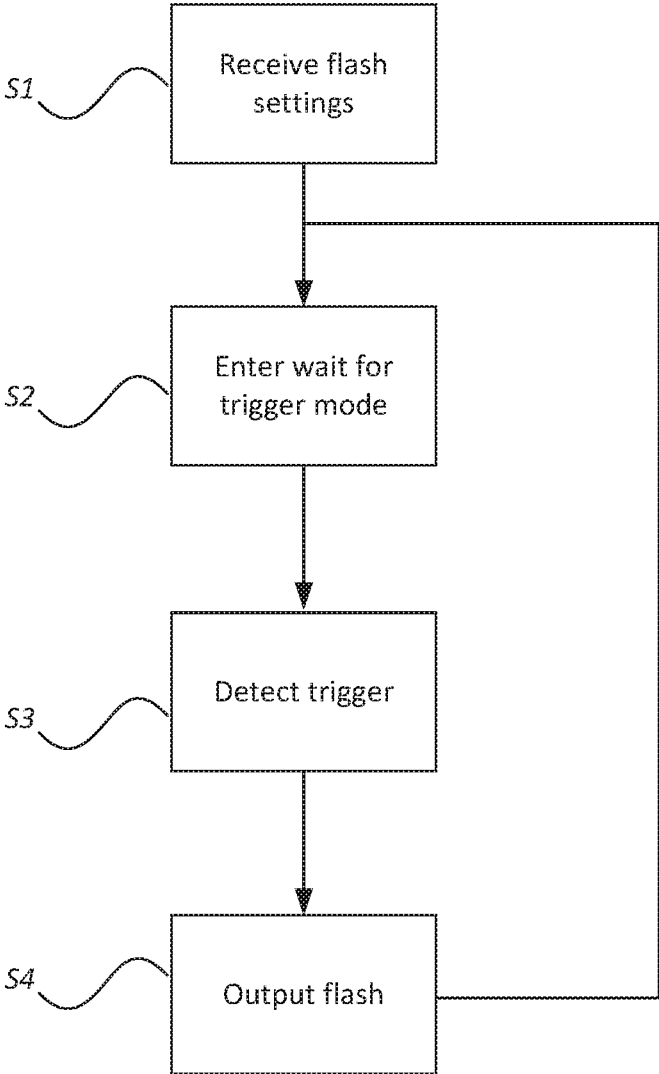 S1
Receive flash
settings
S2
Enter wait for
trigger mode
S3
Detect trigger
S4
Output flash